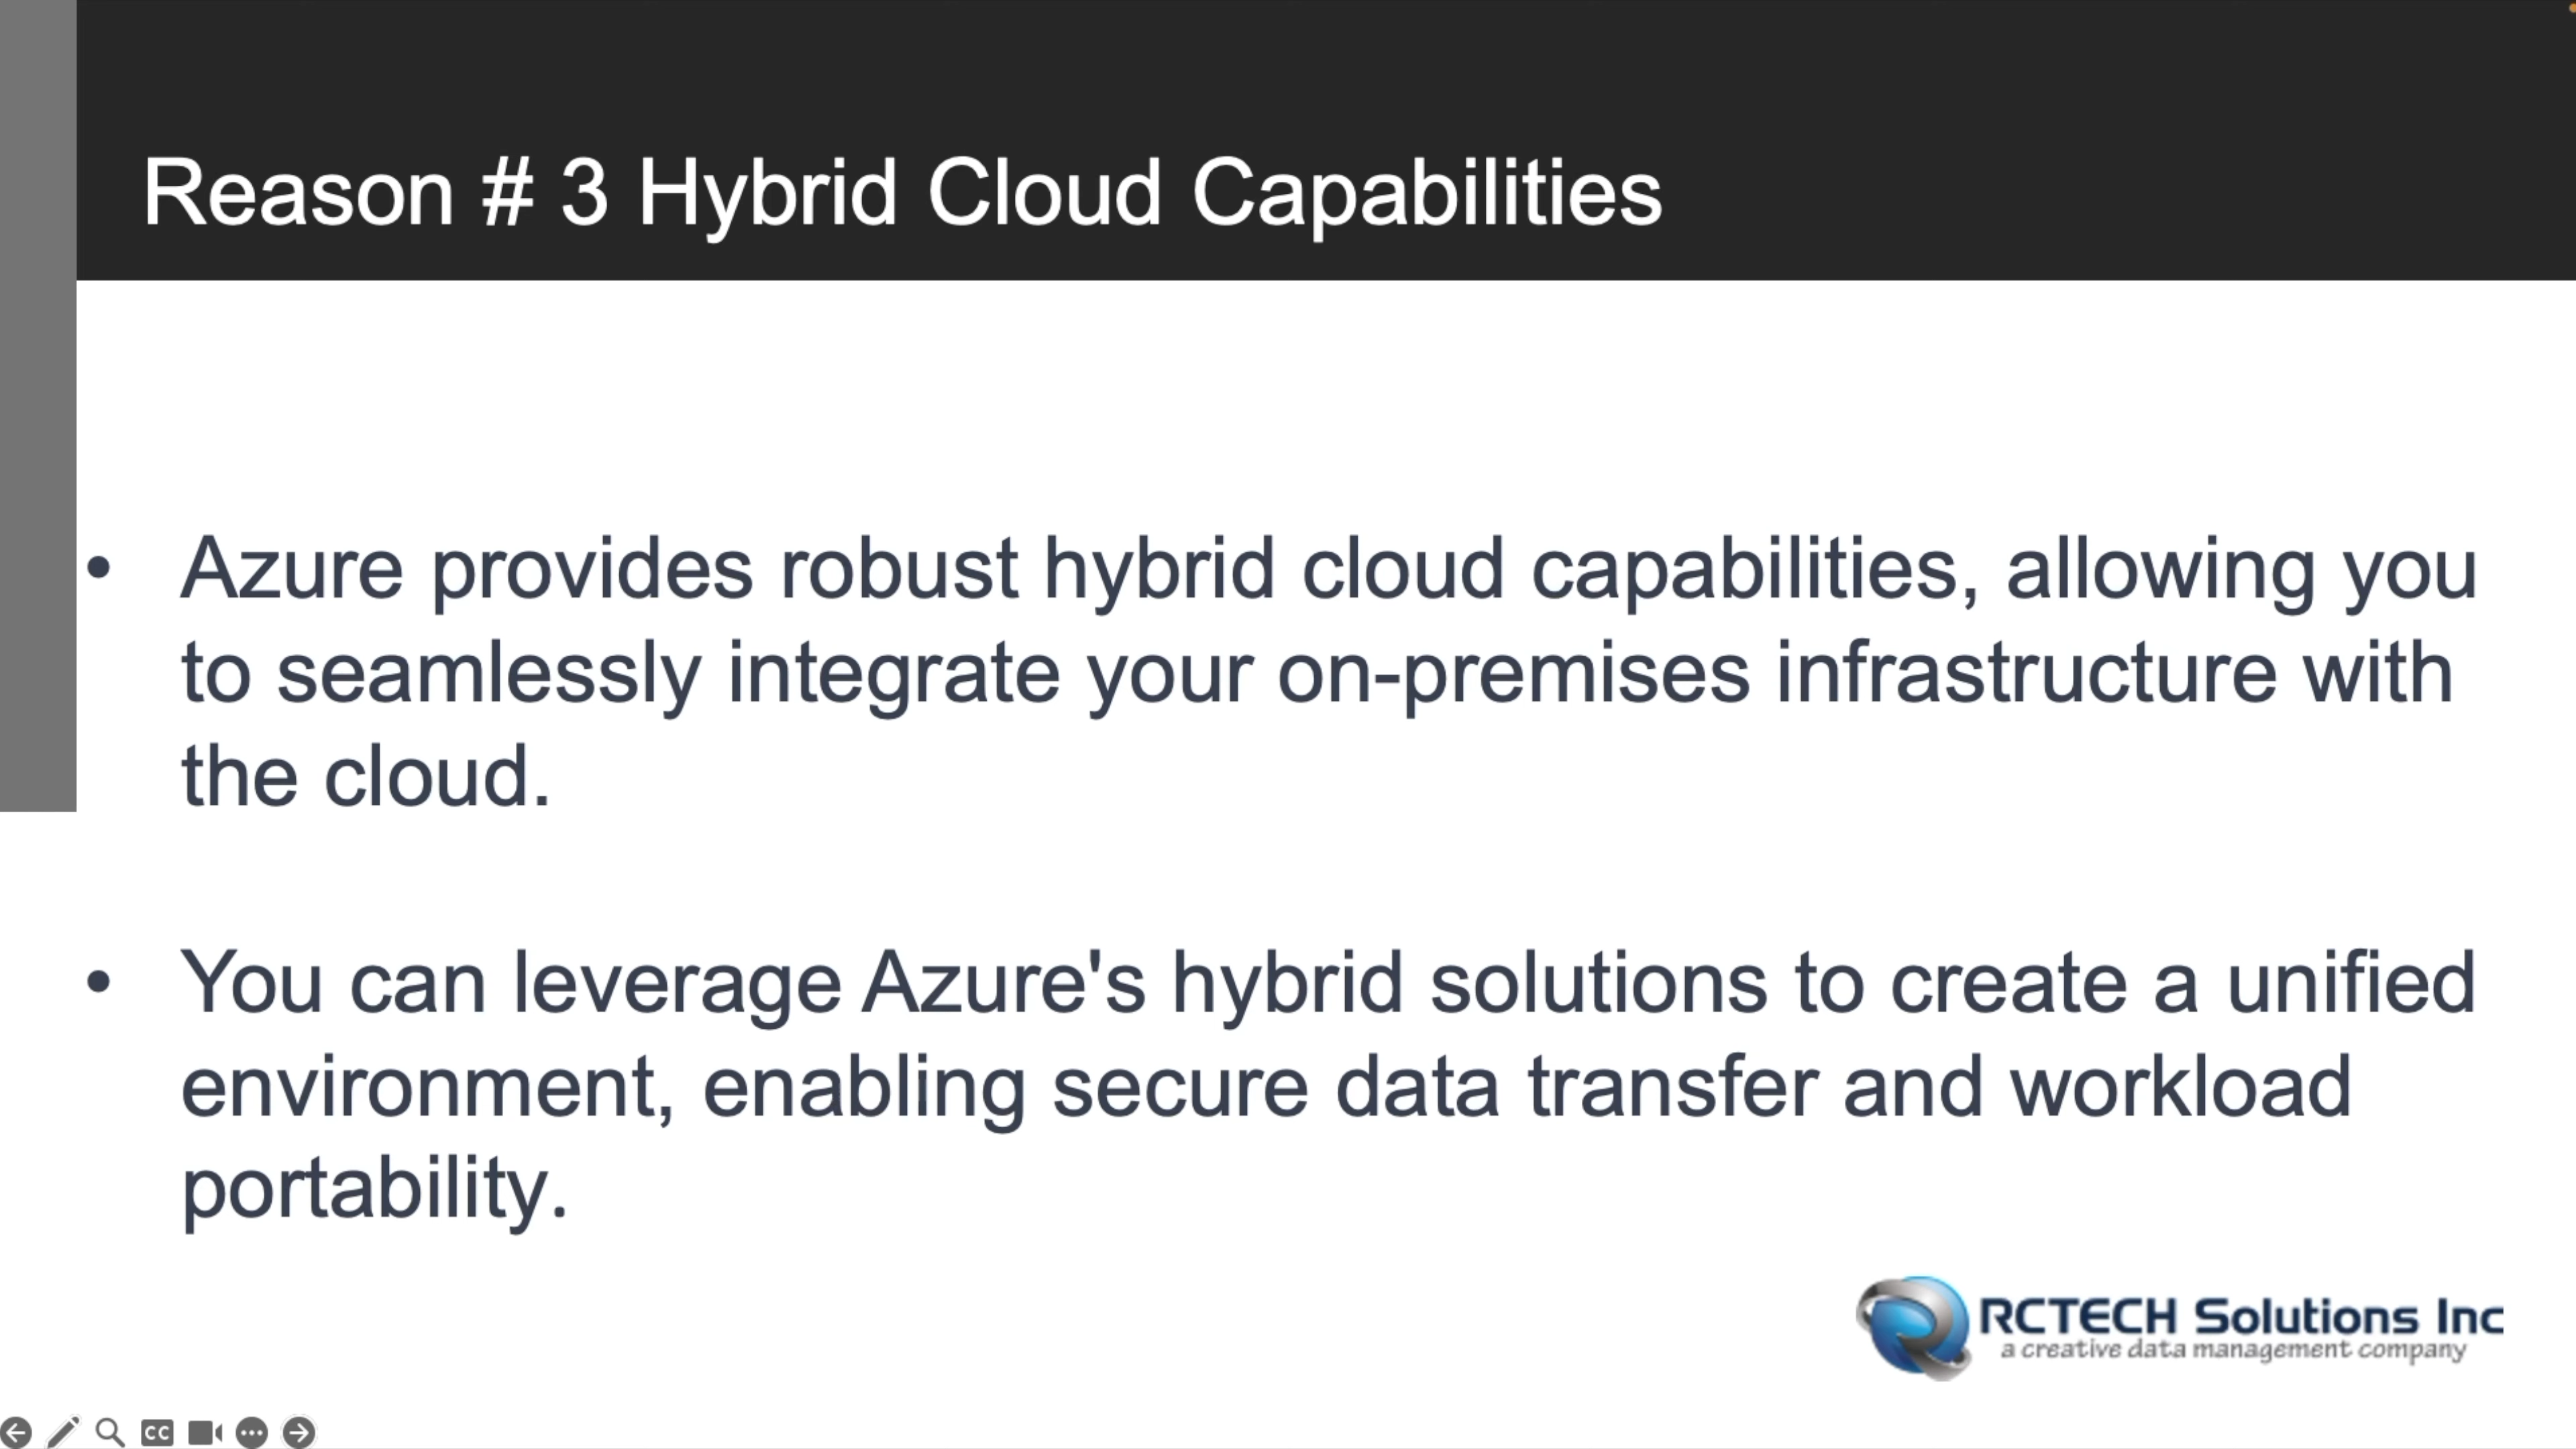 Reason # 3 Hybrid Cloud Capabilities
• Azure provides robust hybrid cloud capabilities, allowing you
to seamlessly integrate your on-premises infrastructure with
the cloud.
• You can leverage Azure's hybrid solutions to create a unified
environment, enabling secure data transfer and workload
portability.
RCTECH Solutions Inc
a creative data management company
CC